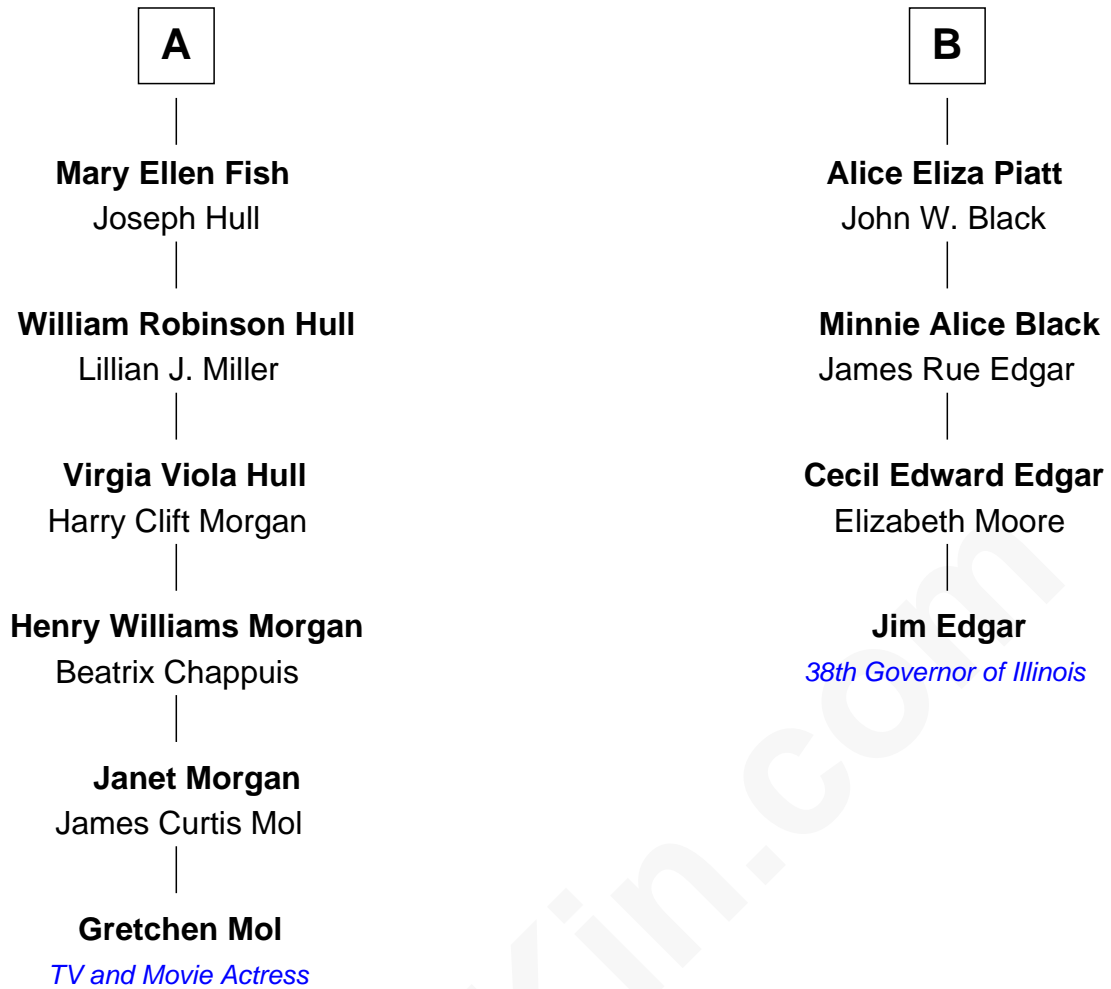 A
Mary Ellen Fish
Joseph Hull
William Robinson Hull
Lillian J. Miller
Virgia Viola Hull
Harry Clift Morgan
Henry Williams Morgan
Beatrix Chappuis
Janet Morgan
James Curtis Mol
Gretchen Mol
TV and Movie Actress
B
Alice Eliza Piatt
John W. Black
Minnie Alice Black
James Rue Edgar
Cecil Edward Edgar
Elizabeth Moore
Jim Edgar
38th Governor of Illinois
Kin.com